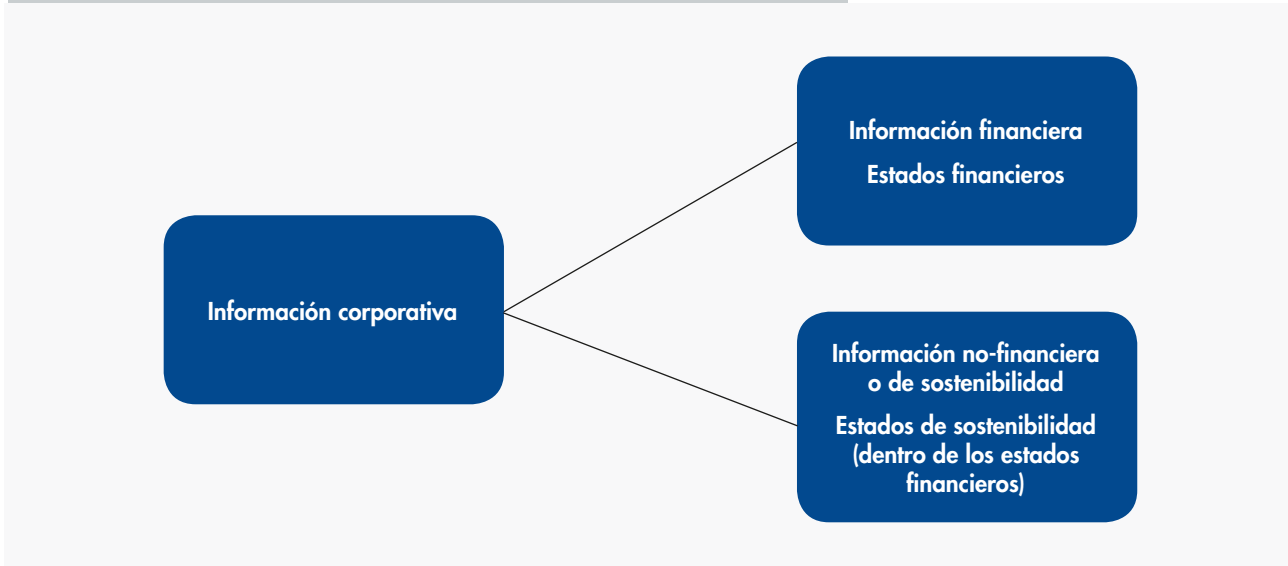 Información corporativa
Información financiera
Estados financieros
Información no-financiera
o de sostenibilidad
Estados de sostenibilidad
(dentro de los estados
financieros)